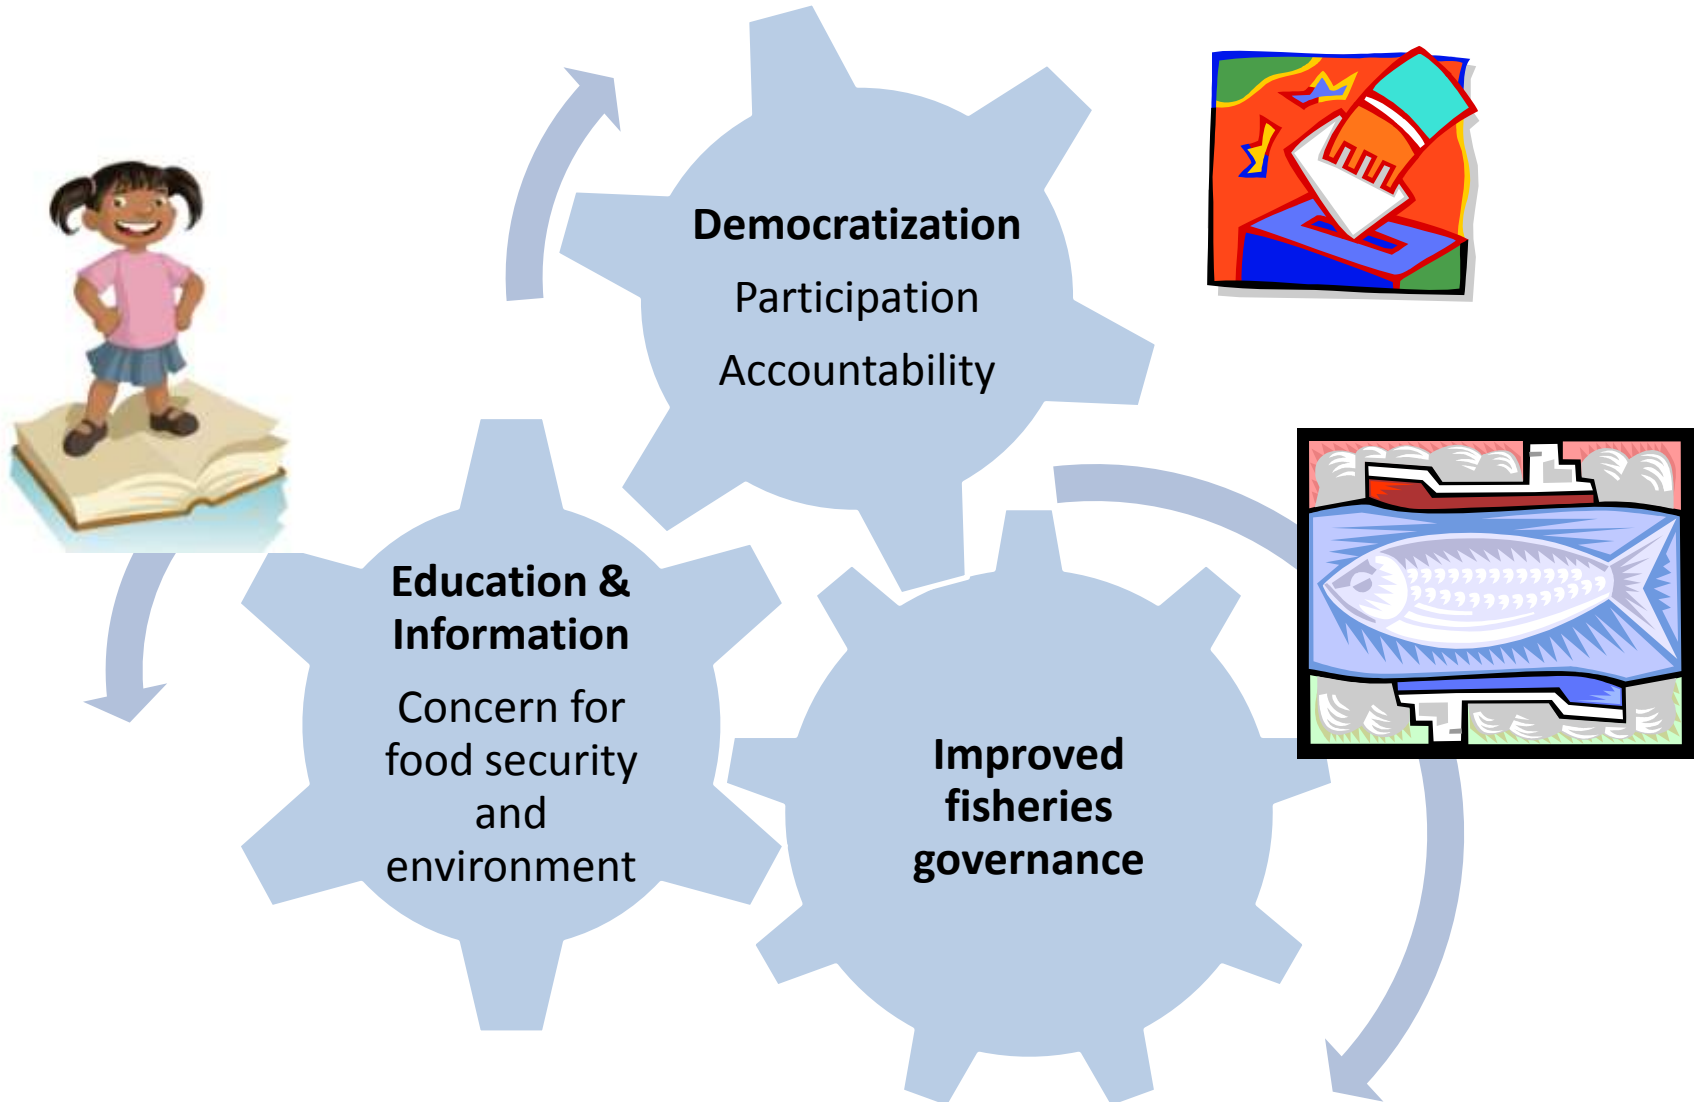 Democratization
Participation
Accountability
Education &
Information
Concern for
food security
and
environment
Improved
fisheries
governance